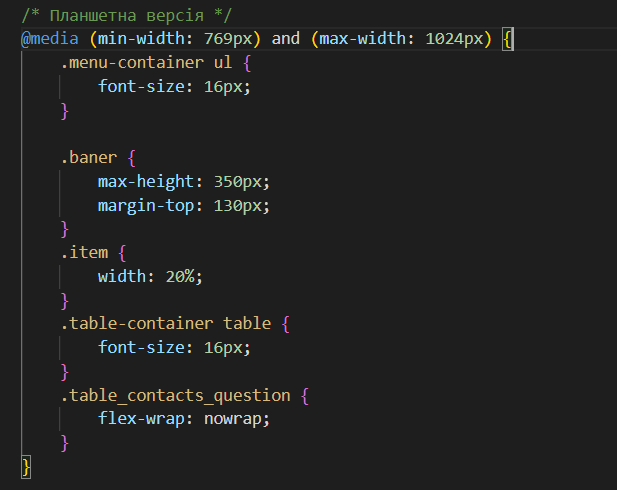 /* Планшетна версія */
@media (min-width: 769px) and (max-width: 1024px) {
    .menu-container ul {
        font-size: 16px;
    }

    .baner {
        max-height: 350px;
        margin-top: 130px;
    }
    .item {
        width: 20%;
    }
    .table-container table {
        font-size: 16px;
    }
    .table_contacts_question {
        flex-wrap: nowrap;
    }
}